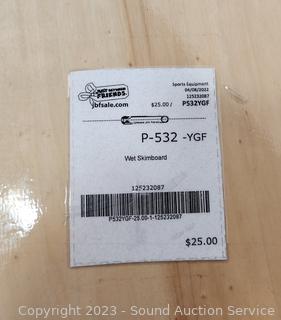 JUST BETWEEN
FRIENDS
jbfsale.com
Sports Equipment
04/08/2022
125232087
$25.00 / P532YGF
P-532 -YGF
Wet Skimboard
125232087
P532YGF-25.00-1-125232087
$25.00
Copyright 2023 - Sound Auction Service